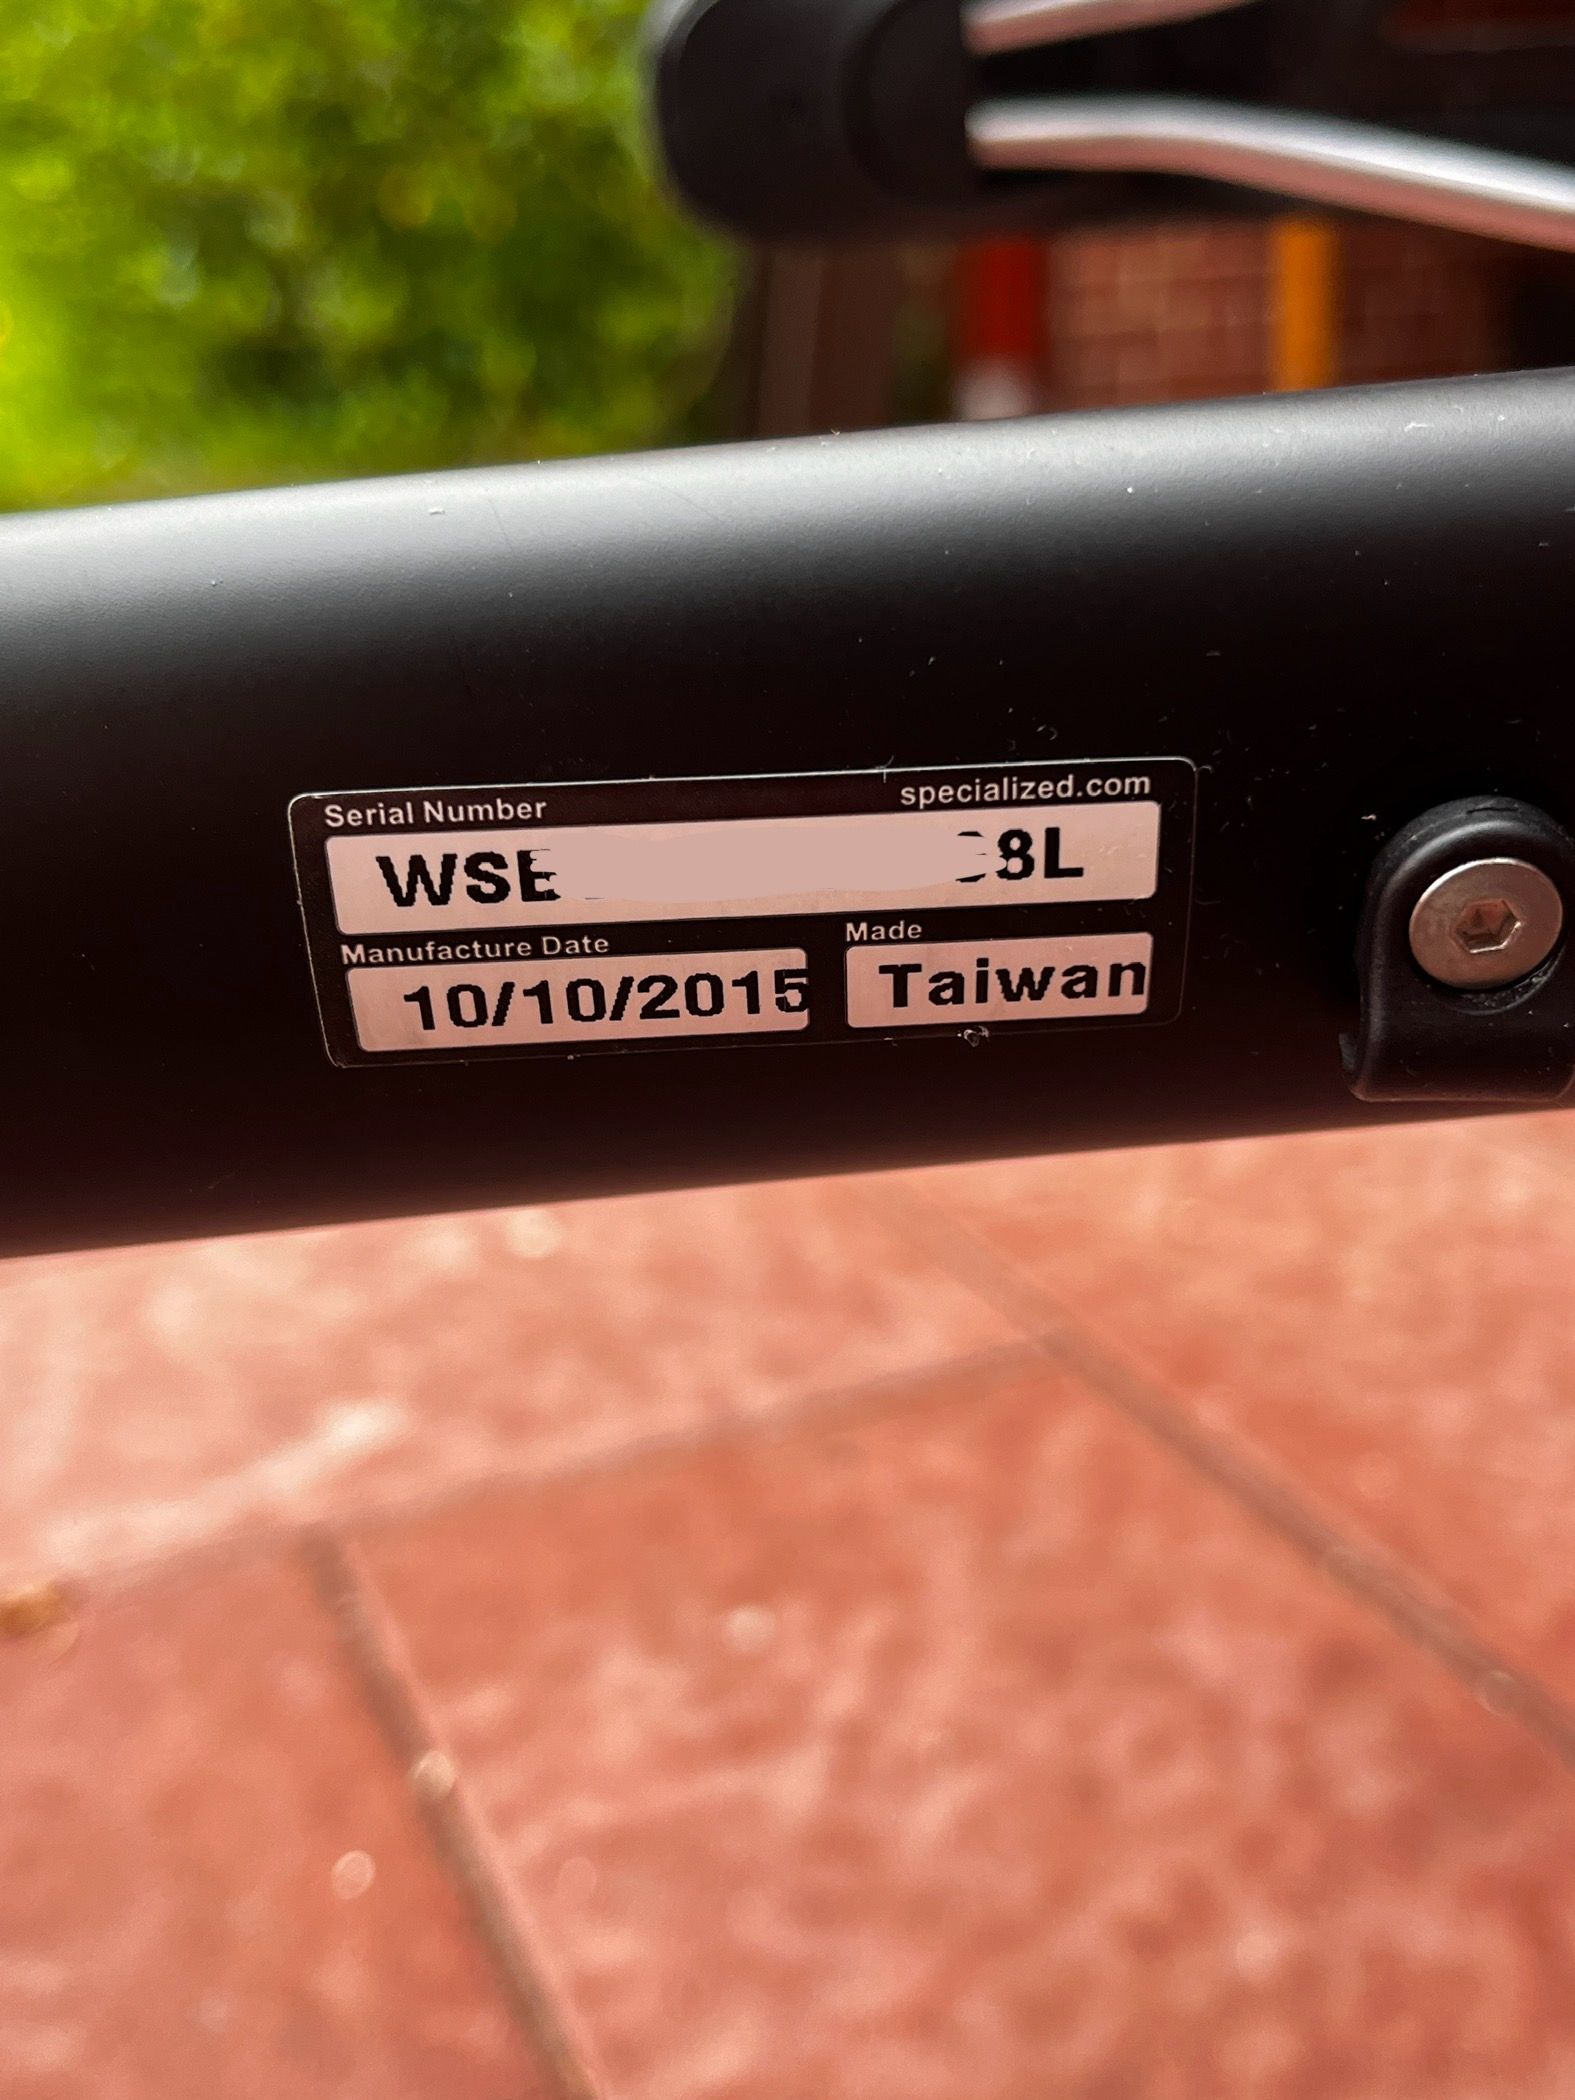 Serial Number specialized.com
WSE 8L
Manufacture Date Made
10/10/2015 Taiwan